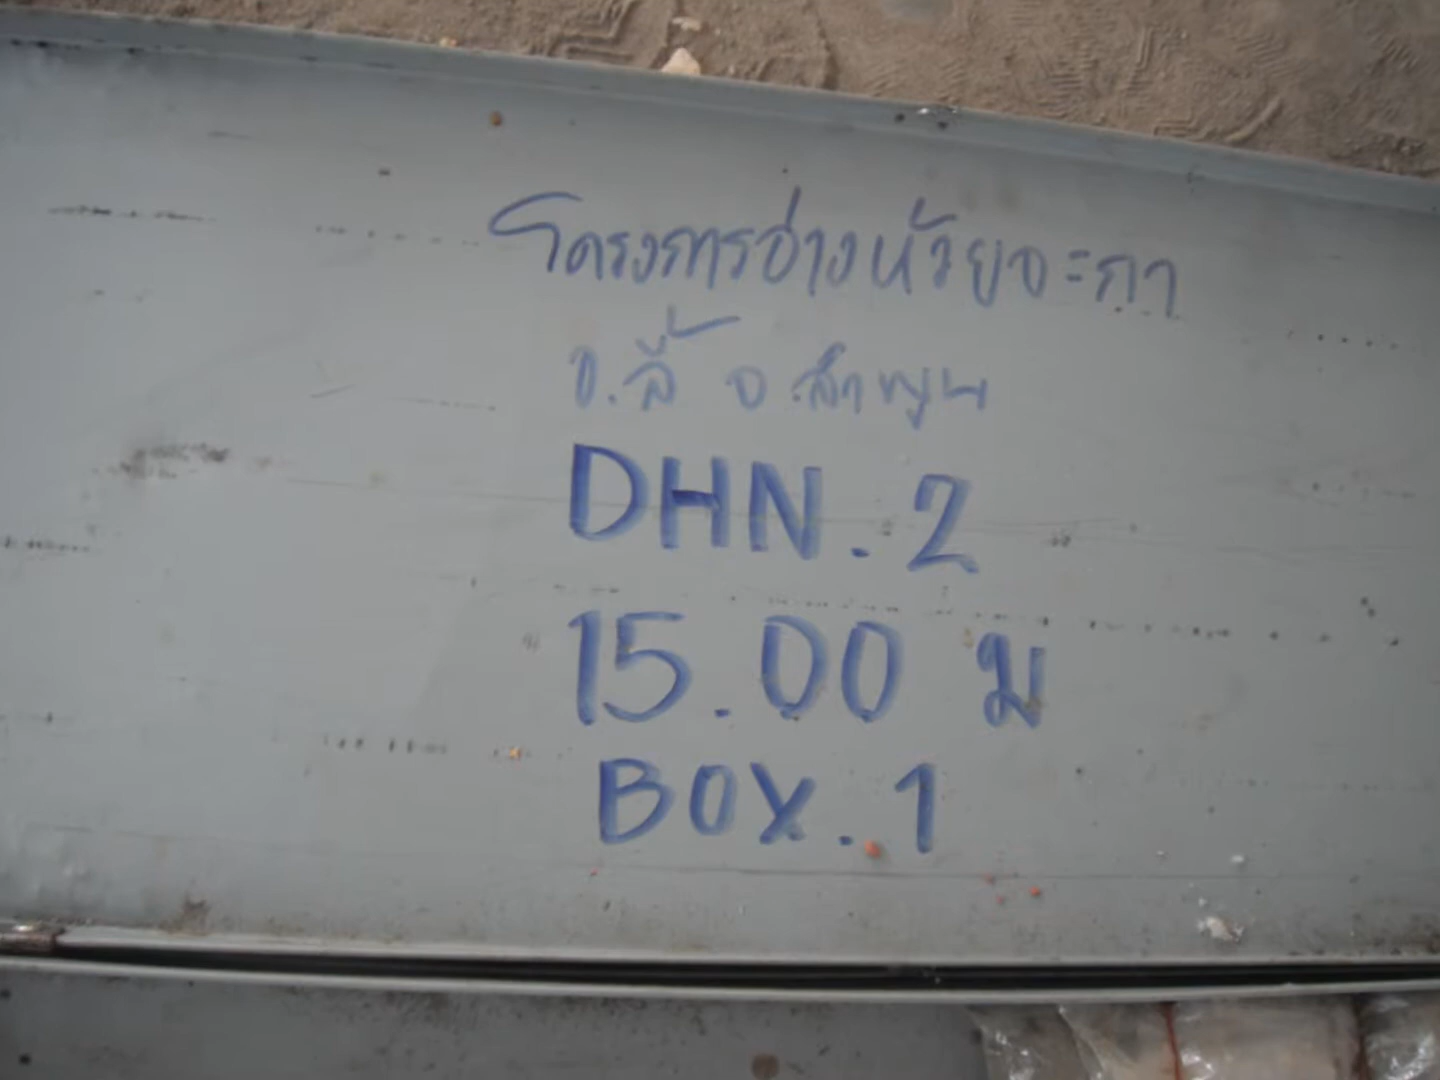 โครงการอ่างห้วยจะกา
อ.ลี้ จ.ลำพูน
DHN.2
15.00 ม
BOX.1